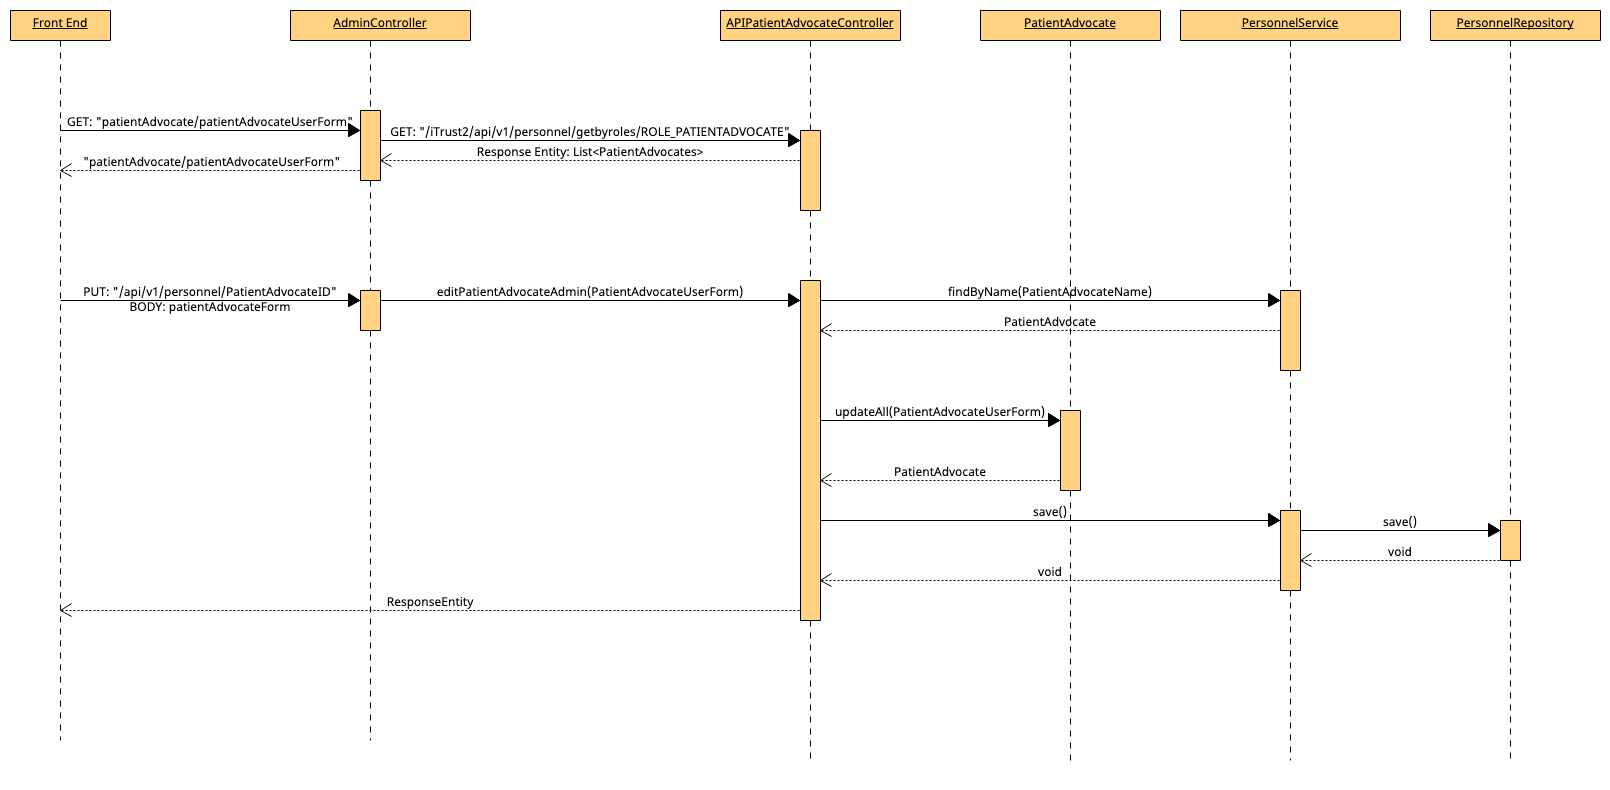 Front End
AdminController
APIPatientAdvocateController
PatientAdvocate
PersonnelService
PersonnelRepository
GET: "patientAdvocate/patientAdvocateUserForm"
GET: "/iTrust2/api/v1/personnel/getbyroles/ROLE_PATIENTADVOCATE"
Response Entity: List<PatientAdvocates>
"patientAdvocate/patientAdvocateUserForm"
PUT: "/api/v1/personnel/PatientAdvocateID"
BODY: patientAdvocateForm
editPatientAdvocateAdmin(PatientAdvocateUserForm)
findByName(PatientAdvocateName)
PatientAdvocate
updateAll(PatientAdvocateUserForm)
PatientAdvocate
save()
save()
void
void
ResponseEntity